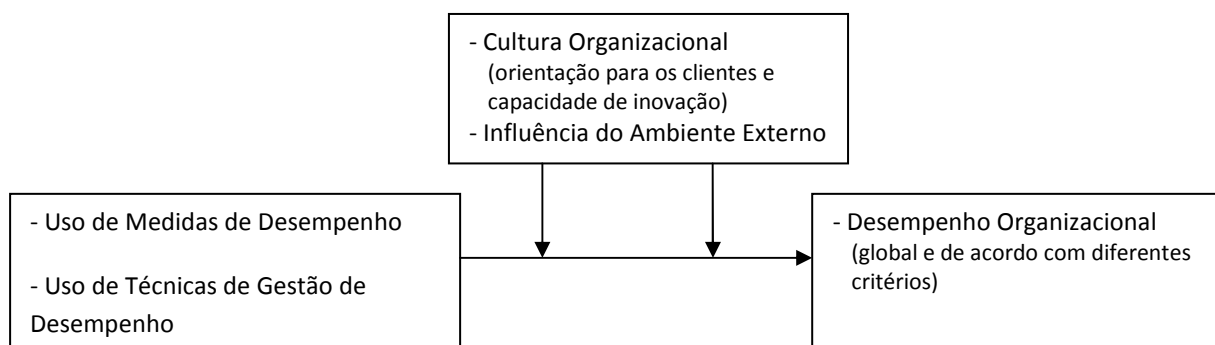 - Cultura Organizacional
(orientação para os clientes e
capacidade de inovação)
- Influência do Ambiente Externo
- Uso de Medidas de Desempenho
- Uso de Técnicas de Gestão de
Desempenho
- Desempenho Organizacional
(global e de acordo com diferentes
critérios)